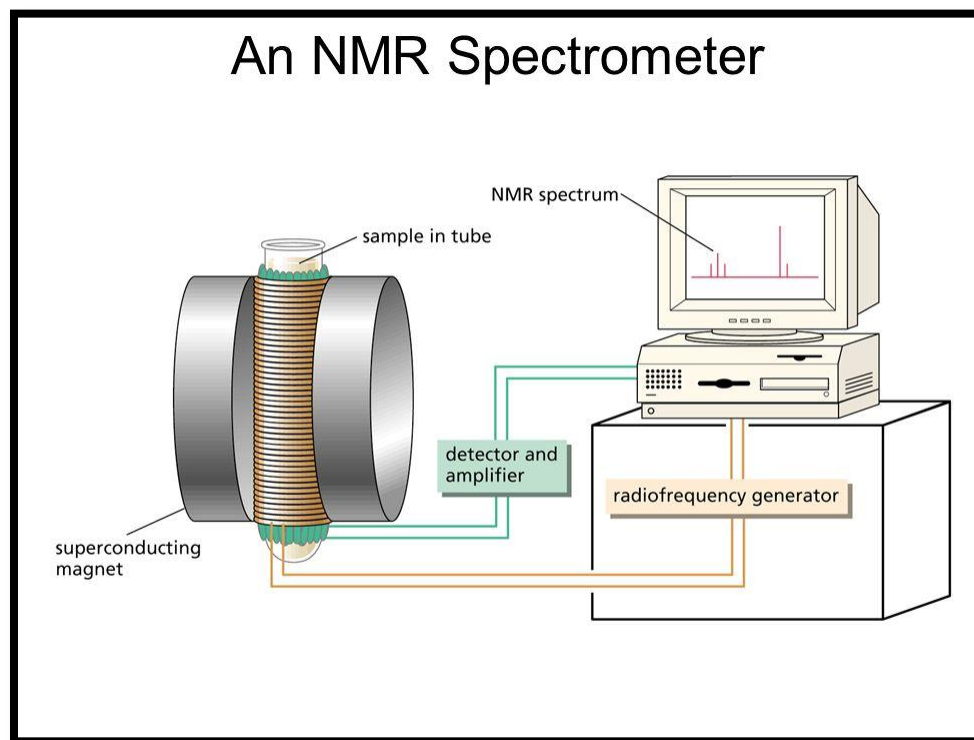 An NMR Spectrometer
NMR spectrum
sample in tube
detector and
amplifier
radiofrequency generator
superconducting
magnet